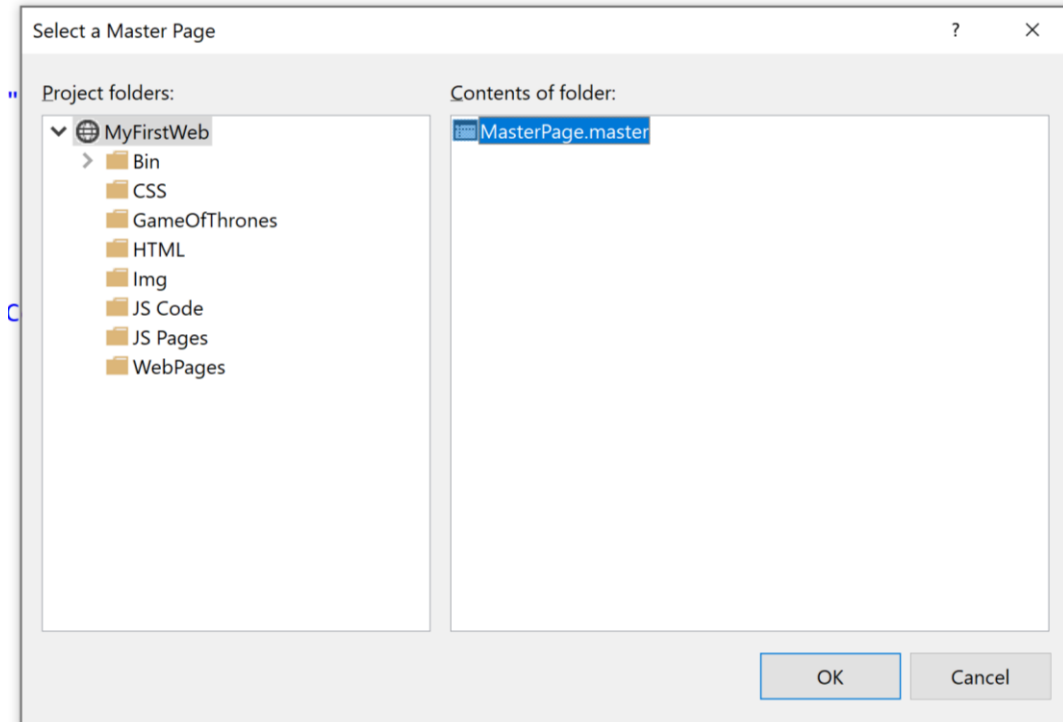 Select a Master Page
?
"
Project folders:
Contents of folder:
MyFirstWeb
MasterPage.master
Bin
CSS
GameOfThrones
HTML
Img
JS Code
JS Pages
WebPages
OK
Cancel